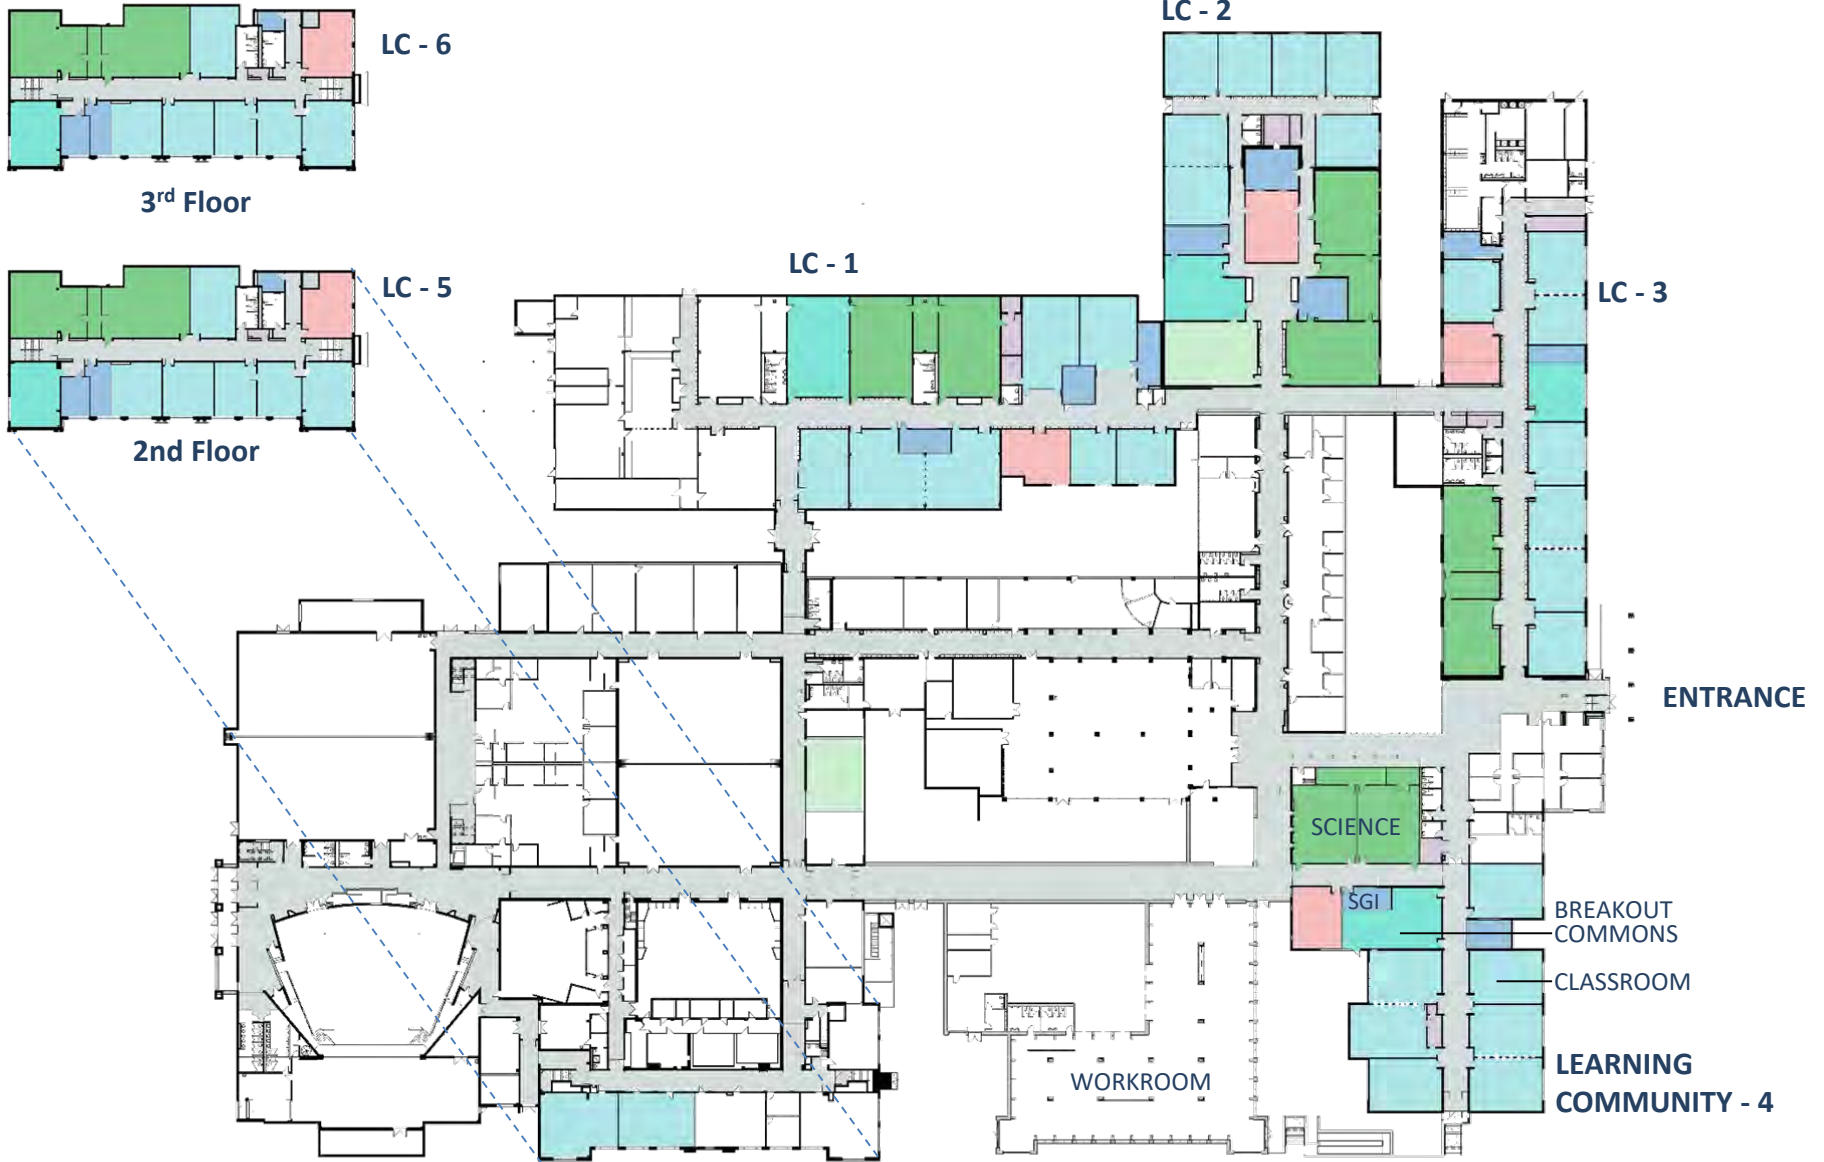 LC - 2
LC - 6
3rd Floor
LC - 1
LC - 5
LC - 3
2nd Floor
ENTRANCE
SCIENCE
SGI
BREAKOUT
COMMONS
CLASSROOM
WORKROOM
LEARNING
COMMUNITY - 4